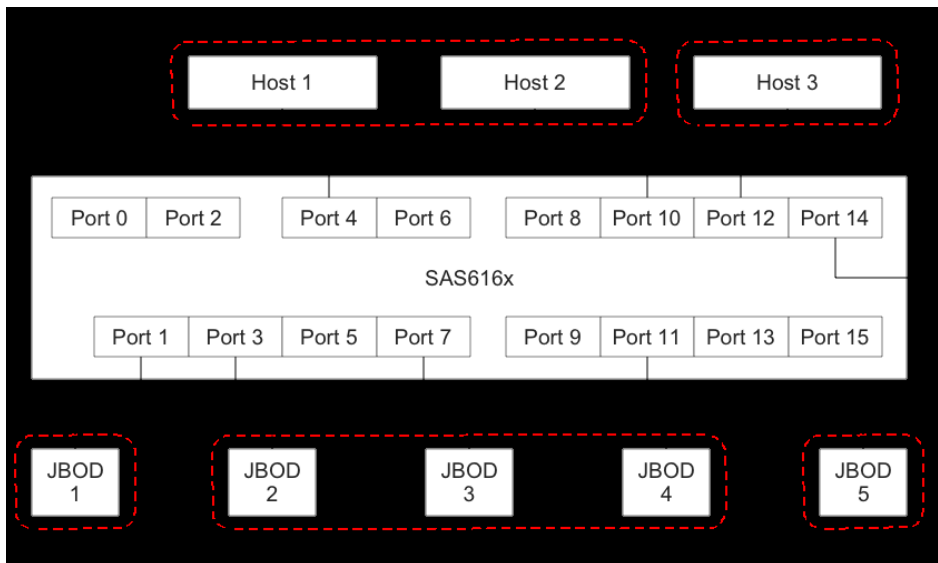 Host 1 Host 2 Host 3
Port 0 Port 2 Port 4 Port 6 Port 8 Port 10 Port 12 Port 14
SAS616x
Port 1 Port 3 Port 5 Port 7 Port 9 Port 11 Port 13 Port 15
JBOD 1 JBOD 2 JBOD 3 JBOD 4 JBOD 5